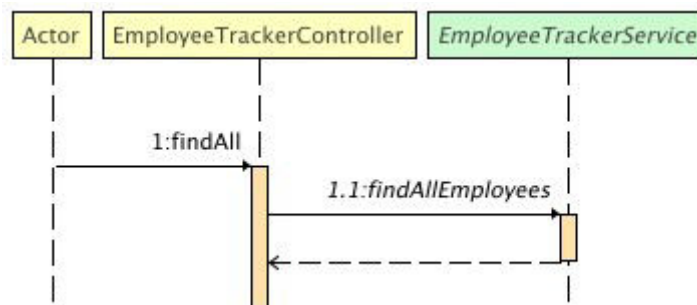 Actor
EmployeeTrackerController
EmployeeTrackerService
1:findAll
1.1:findAllEmployees